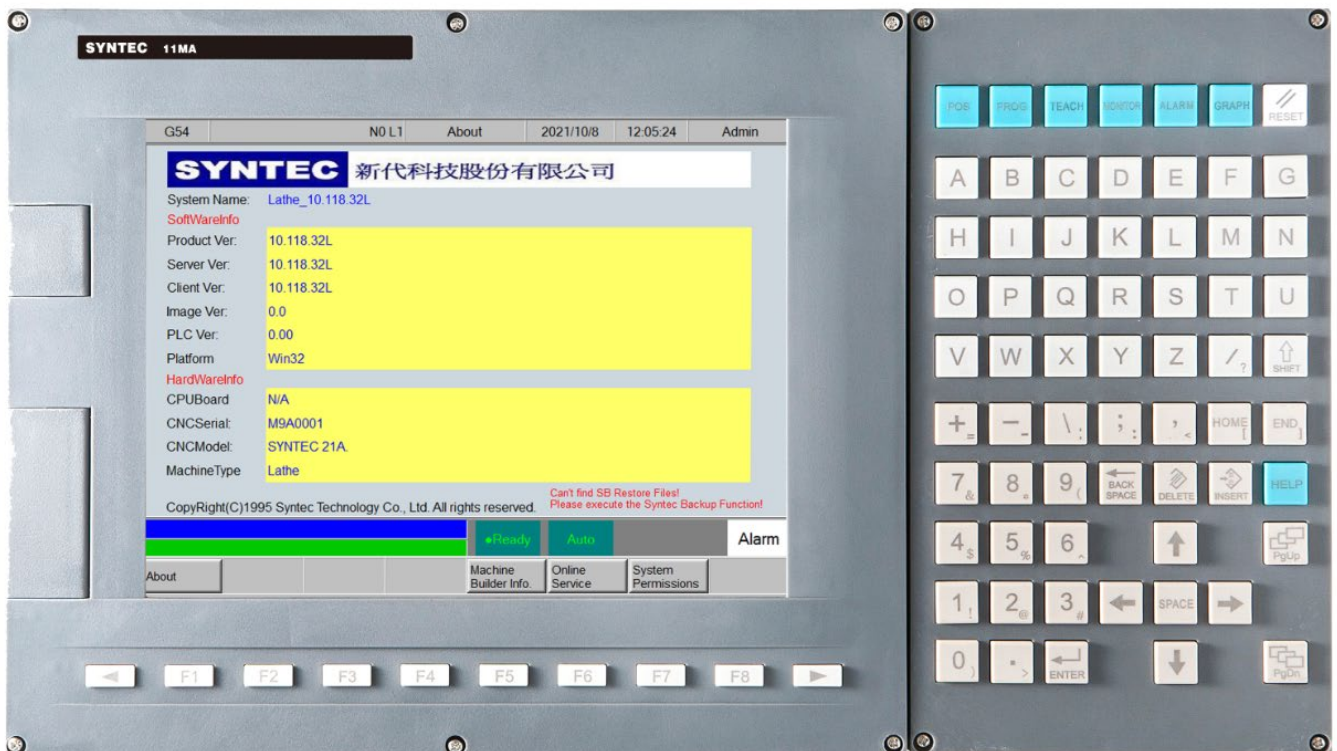 SYNTEC 11MA
G54 N0 L1 About 2021/10/8 12:05:24 Admin
SYNTEC 新代科技股份有限公司
System Name: Lathe_10.118.32L
SoftWareInfo
Product Ver: 10.118.32L
Server Ver: 10.118.32L
Client Ver: 10.118.32L
Image Ver: 0.0
PLC Ver: 0.00
Platform Win32
HardWareInfo
CPUBoard N/A
CNCSerial: M9A0001
CNCModel: SYNTEC 21A.
MachineType Lathe
Can't find SB Restore Files!
Please execute the Syntec Backup Function!
CopyRight(C)1995 Syntec Technology Co., Ltd. All rights reserved.
●Ready Auto Alarm
About
Machine Builder Info.
Online Service
System Permissions
F1 F2 F3 F4 F5 F6 F7 F8
POS PROG TEACH MONITOR ALARM GRAPH RESET
A B C D E F G
H I J K L M N
O P Q R S T U
V W X Y Z / ? SHIFT
+ = - _ \ : ; : , < HOME [ END ]
7 & 8 * 9 ( BACK SPACE DELETE INSERT HELP
4 $ 5 % 6 ^ PgUp
1 ! 2 @ 3 # SPACE
0 ) . > ENTER PgDn